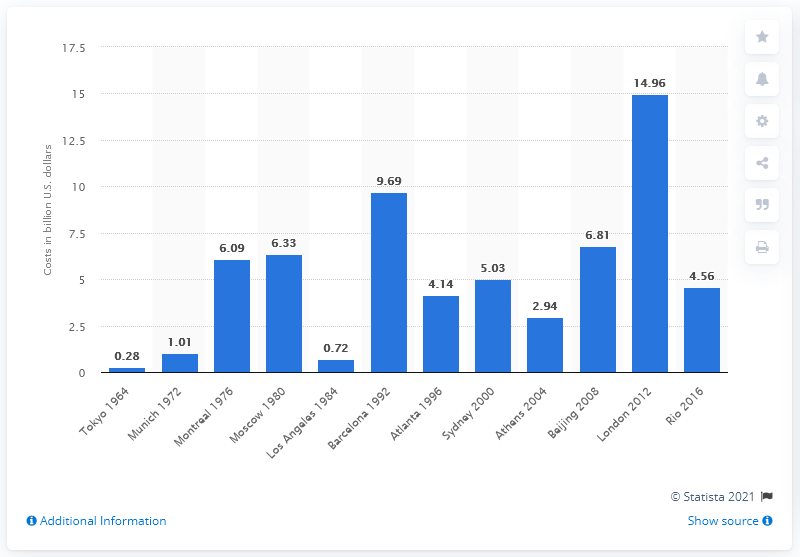 17.5
15
12.5
10
7.5
5
2.5
0
Costs in billion U.S. dollars
0.28
1.01
6.09
6.33
0.72
9.69
4.14
5.03
2.94
6.81
14.96
4.56
Tokyo 1964
Munich 1972
Montreal 1976
Moscow 1980
Los Angeles 1984
Barcelona 1992
Atlanta 1996
Sydney 2000
Athens 2004
Beijing 2008
London 2012
Rio 2016
© Statista 2021
Additional Information
Show source